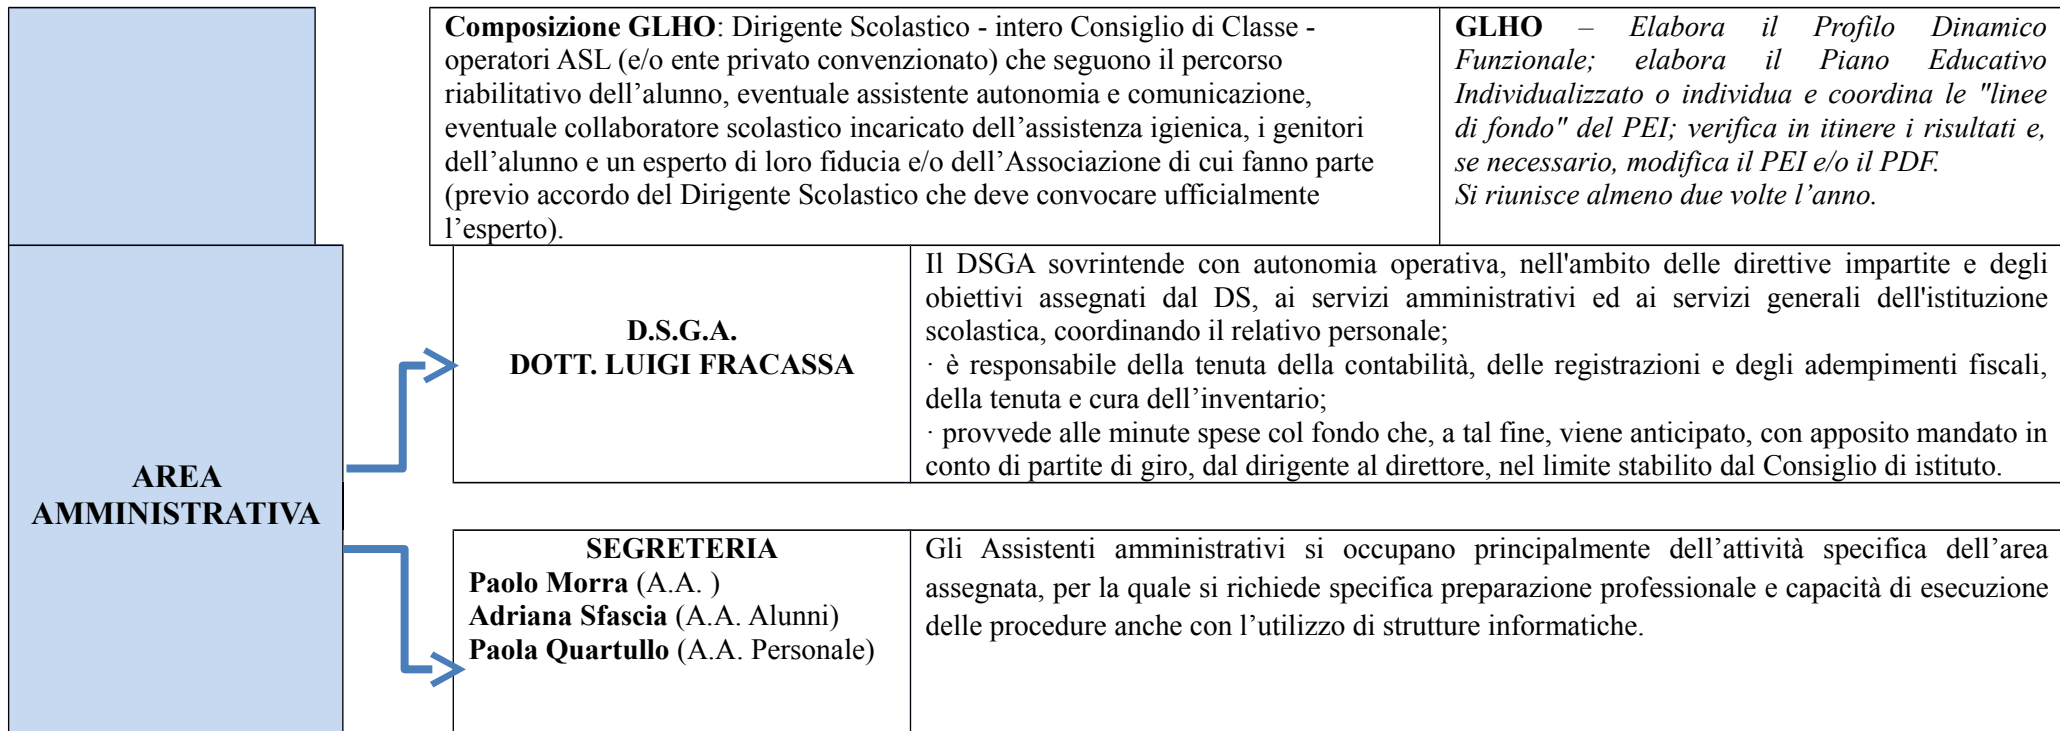 Composizione GLHO: Dirigente Scolastico - intero Consiglio di Classe -
operatori ASL (e/o ente privato convenzionato) che seguono il percorso
riabilitativo dell’alunno, eventuale assistente autonomia e comunicazione,
eventuale collaboratore scolastico incaricato dell’assistenza igienica, i genitori
dell’alunno e un esperto di loro fiducia e/o dell’Associazione di cui fanno parte
(previo accordo del Dirigente Scolastico che deve convocare ufficialmente
l’esperto).
GLHO – Elabora il Profilo Dinamico
Funzionale; elabora il Piano Educativo
Individualizzato o individua e coordina le "linee
di fondo" del PEI; verifica in itinere i risultati e,
se necessario, modifica il PEI e/o il PDF.
Si riunisce almeno due volte l’anno.
AREA
AMMINISTRATIVA
D.S.G.A.
DOTT. LUIGI FRACASSA
Il DSGA sovrintende con autonomia operativa, nell'ambito delle direttive impartite e degli
obiettivi assegnati dal DS, ai servizi amministrativi ed ai servizi generali dell'istituzione
scolastica, coordinando il relativo personale;
· è responsabile della tenuta della contabilità, delle registrazioni e degli adempimenti fiscali,
della tenuta e cura dell’inventario;
· provvede alle minute spese col fondo che, a tal fine, viene anticipato, con apposito mandato in
conto di partite di giro, dal dirigente al direttore, nel limite stabilito dal Consiglio di istituto.
SEGRETERIA
Paolo Morra (A.A. )
Adriana Sfascia (A.A. Alunni)
Paola Quartullo (A.A. Personale)
Gli Assistenti amministrativi si occupano principalmente dell’attività specifica dell’area
assegnata, per la quale si richiede specifica preparazione professionale e capacità di esecuzione
delle procedure anche con l’utilizzo di strutture informatiche.